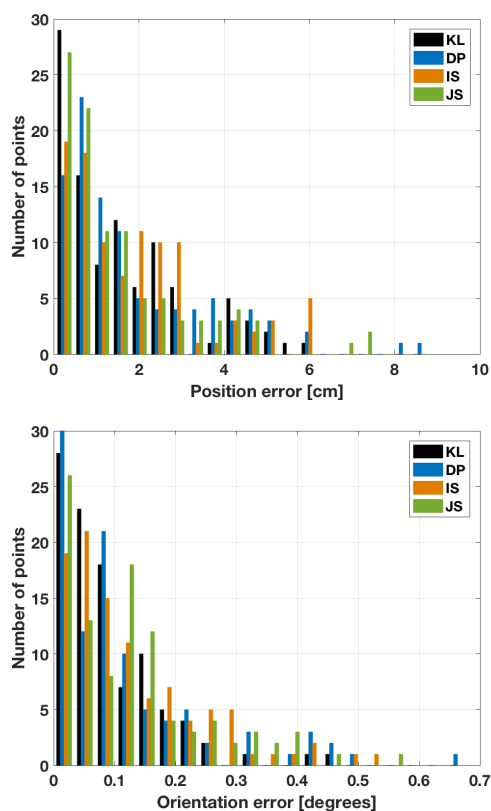 30
25
20
15
10
5
0
Number of points
KL
DP
IS
JS
0 2 4 6 8 10
Position error [cm]
30
25
20
15
10
5
0
Number of points
KL
DP
IS
JS
0 0.1 0.2 0.3 0.4 0.5 0.6 0.7
Orientation error [degrees]